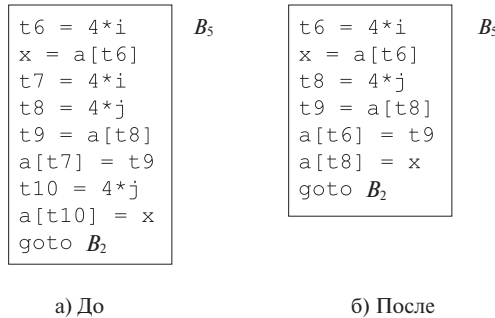 t6 = 4*i
x = a[t6]
t7 = 4*i
t8 = 4*j
t9 = a[t8]
a[t7] = t9
t10 = 4*j
a[t10] = x
goto B₂
B₅
а) До
t6 = 4*i
x = a[t6]
t8 = 4*j
t9 = a[t8]
a[t6] = t9
a[t8] = x
goto B₂
B₅
б) После